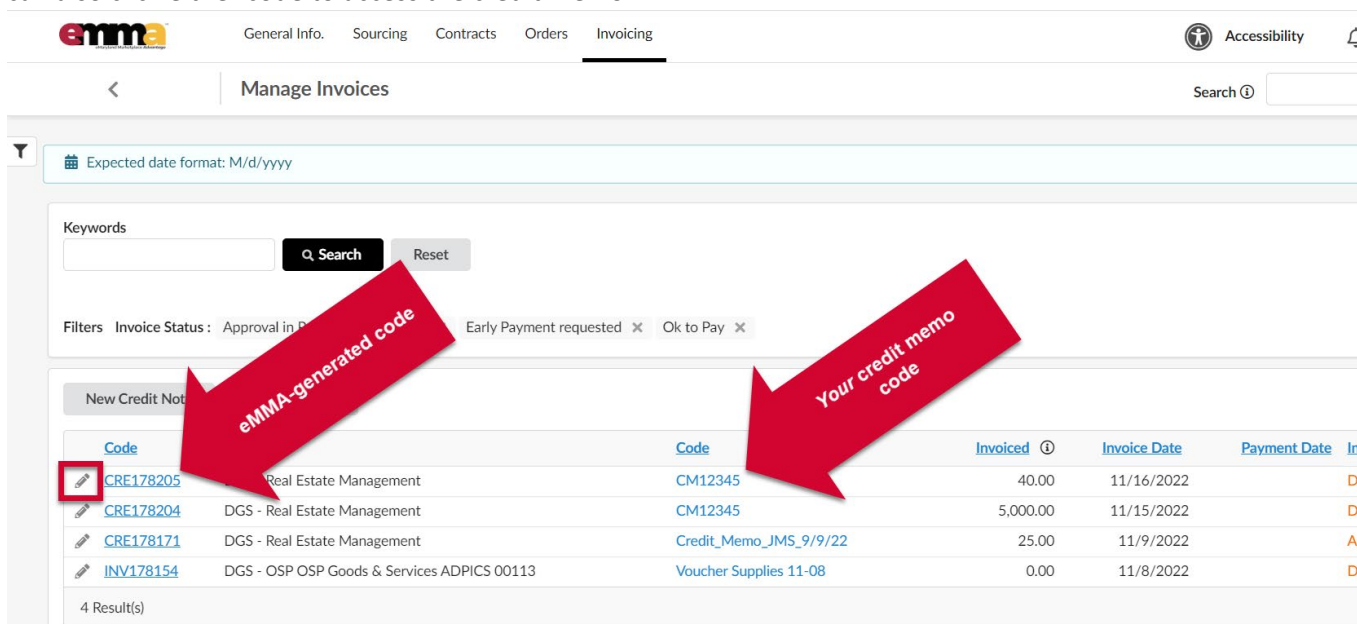 emma
eMaryland Marketplace Advantage
General Info. Sourcing Contracts Orders Invoicing
Accessibility
Manage Invoices
Search
Expected date format: M/d/yyyy
Keywords
Search Reset
Filters Invoice Status : Approval in Early Payment requested Ok to Pay
eMMA-generated code
Your credit memo
code
New Credit Not
Code Code Invoiced Invoice Date Payment Date
CRE178205 Real Estate Management CM12345 40.00 11/16/2022 D
CRE178204 DGS - Real Estate Management CM12345 5,000.00 11/15/2022 D
CRE178171 DGS - Real Estate Management Credit_Memo_JMS_9/9/22 25.00 11/9/2022 A
INV178154 DGS - OSP OSP Goods & Services ADPICS 00113 Voucher Supplies 11-08 0.00 11/8/2022 D
4 Result(s)